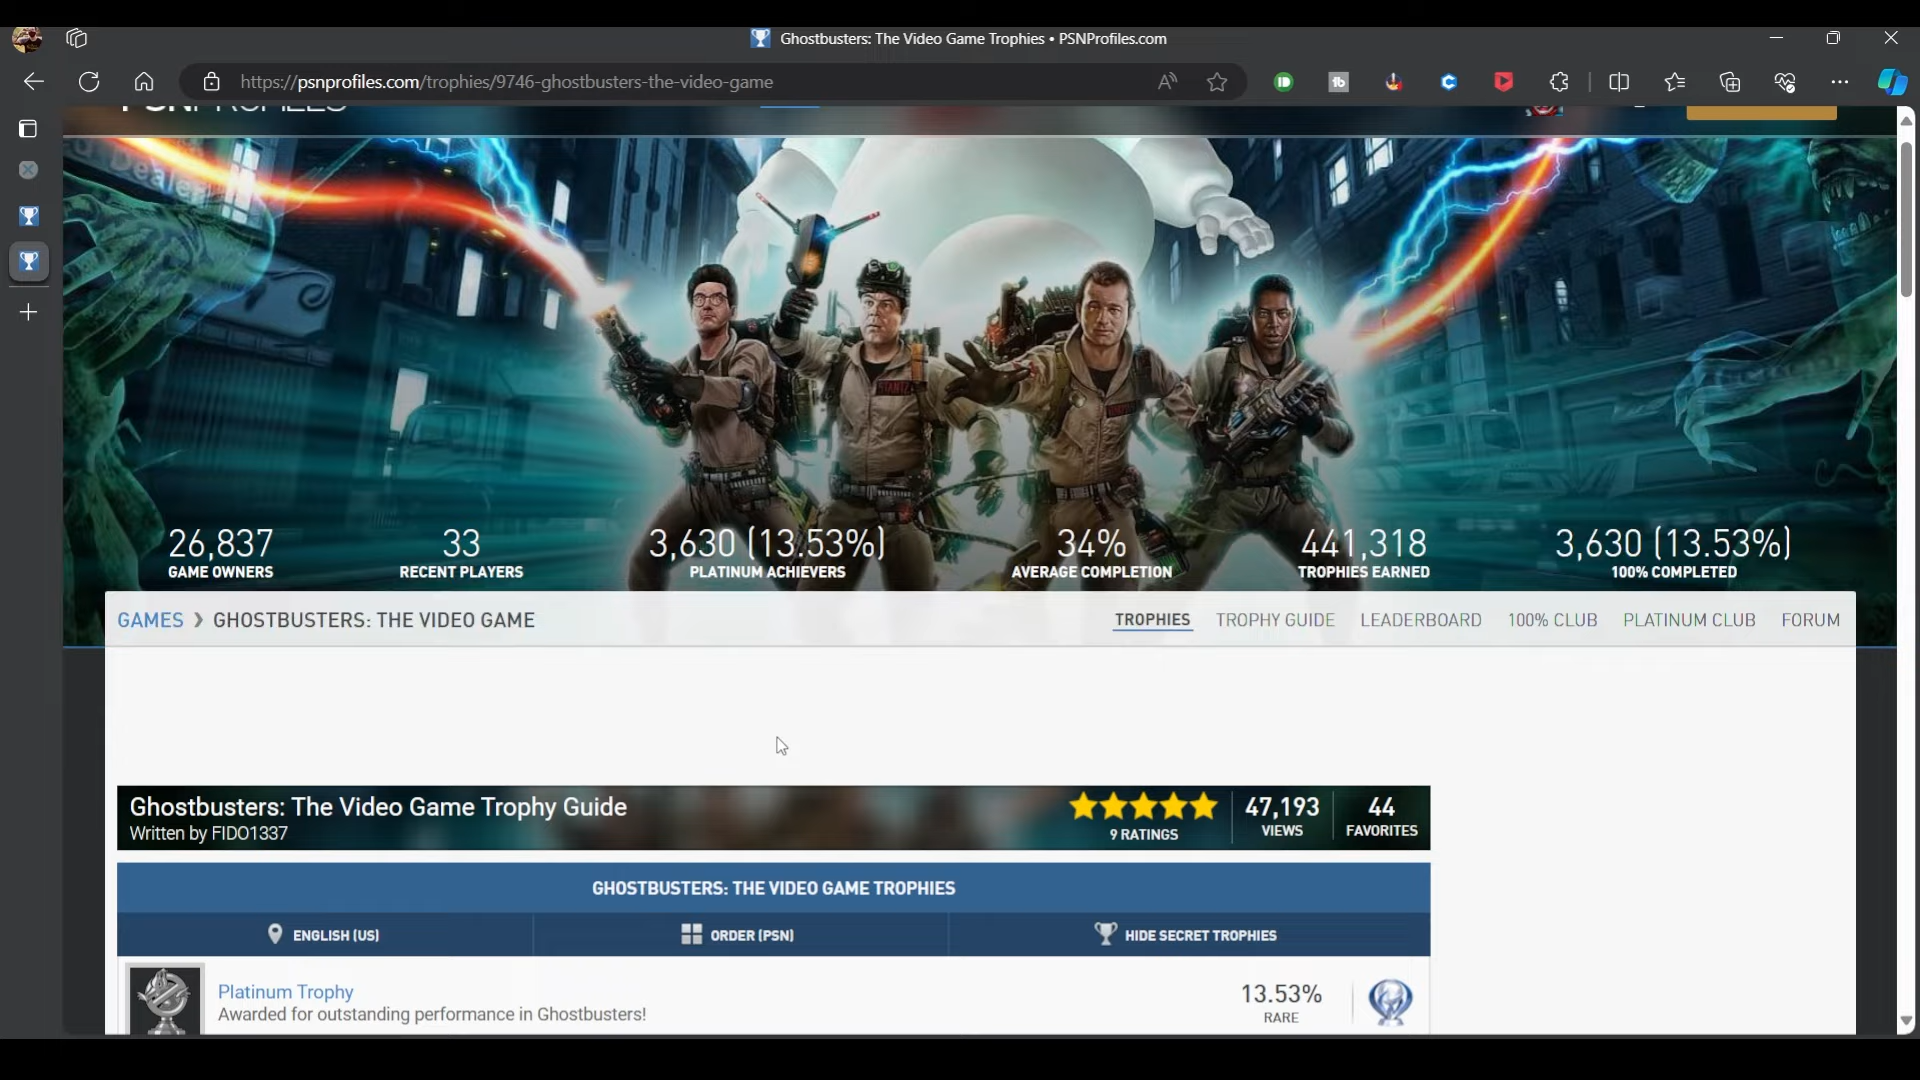 Ghostbusters: The Video Game Trophies • PSNProfiles.com
https://psnprofiles.com/trophies/9746-ghostbusters-the-video-game
PSNPROFILES
Dealer
STANTZ
26,837
GAME OWNERS
33
RECENT PLAYERS
3,630 (13.53%)
PLATINUM ACHIEVERS
34%
AVERAGE COMPLETION
441,318
TROPHIES EARNED
3,630 (13.53%)
100% COMPLETED
GAMES ❯ GHOSTBUSTERS: THE VIDEO GAME
TROPHIES TROPHY GUIDE LEADERBOARD 100% CLUB PLATINUM CLUB FORUM
Ghostbusters: The Video Game Trophy Guide
Written by FIDO1337
9 RATINGS
47,193
VIEWS
44
FAVORITES
GHOSTBUSTERS: THE VIDEO GAME TROPHIES
ENGLISH (US) ORDER (PSN) HIDE SECRET TROPHIES
Platinum Trophy
Awarded for outstanding performance in Ghostbusters!
13.53%
RARE